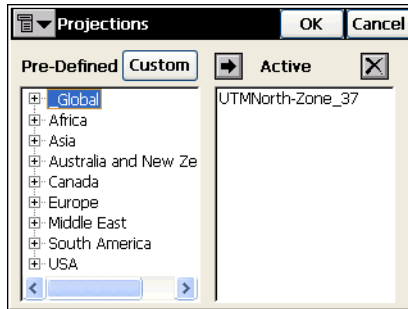 Projections OK Cancel
Pre-Defined Custom Active
_Global
Africa
Asia
Australia and New Ze
Canada
Europe
Middle East
South America
USA
UTMNorth-Zone_37